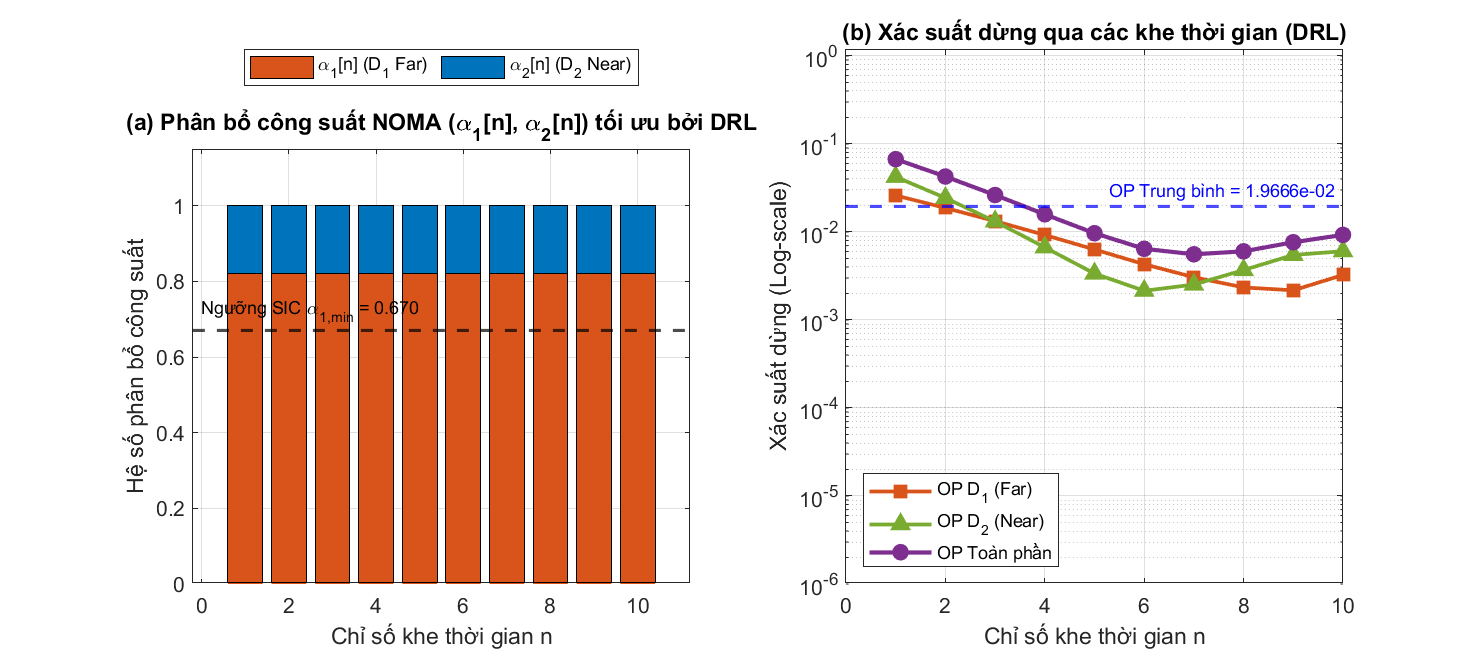 α1[n] (D1 Far) α2[n] (D2 Near)
(a) Phân bổ công suất NOMA (α1[n], α2[n]) tối ưu bởi DRL
Hệ số phân bổ công suất
1
0.8
0.6
0.4
0.2
0
Ngưỡng SIC α1,min = 0.670
0 2 4 6 8 10
Chỉ số khe thời gian n
(b) Xác suất dừng qua các khe thời gian (DRL)
Xác suất dừng (Log-scale)
10^0
10^-1
10^-2
10^-3
10^-4
10^-5
10^-6
OP Trung bình = 1.9666e-02
OP D1 (Far)
OP D2 (Near)
OP Toàn phần
0 2 4 6 8 10
Chỉ số khe thời gian n